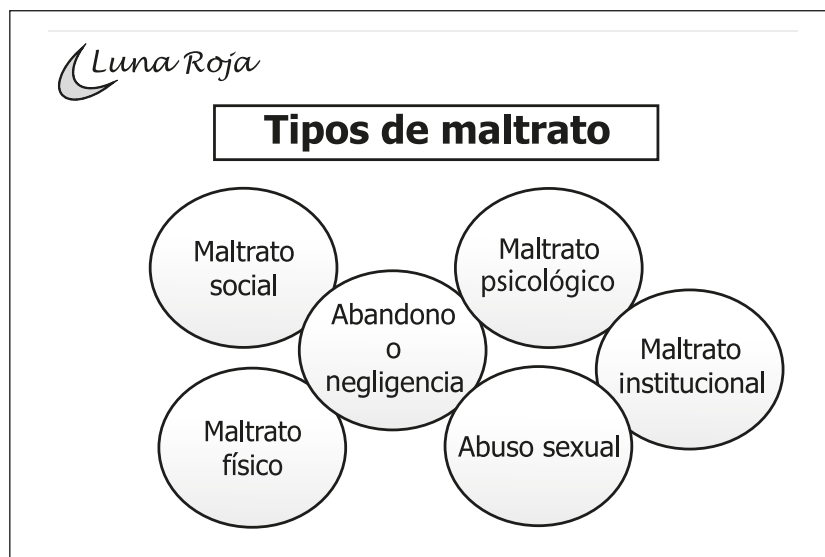 Luna Roja
Tipos de maltrato
Maltrato
social
Maltrato
psicológico
Abandono
o
negligencia
Maltrato
institucional
Maltrato
físico
Abuso sexual